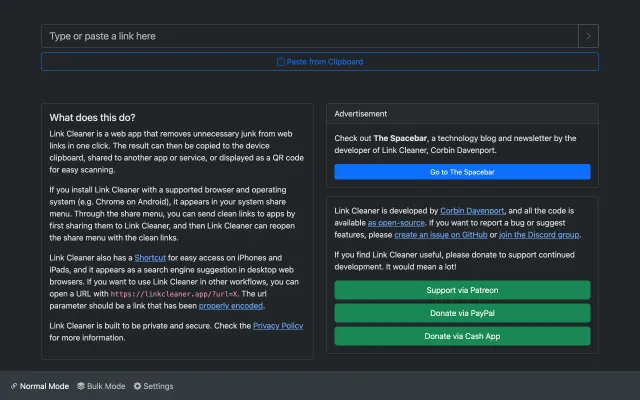 Type or paste a link here
Paste from Clipboard
What does this do?
Link Cleaner is a web app that removes unnecessary junk from web
links in one click. The result can then be copied to the device
clipboard, shared to another app or service, or displayed as a QR code
for easy scanning.
If you install Link Cleaner with a supported browser and operating
system (e.g. Chrome on Android), it appears in your system share
menu. Through the share menu, you can send clean links to apps by
first sharing them to Link Cleaner, and then Link Cleaner can reopen
the share menu with the clean links.
Link Cleaner also has a Shortcut for easy access on iPhones and
iPads, and it appears as a search engine suggestion in desktop web
browsers. If you want to use Link Cleaner in other workflows, you can
open a URL with https://linkcleaner.app/?url=X. The url
parameter should be a link that has been properly encoded.
Link Cleaner is built to be private and secure. Check the Privacy Policy
for more information.
Advertisement
Check out The Spacebar, a technology blog and newsletter by the
developer of Link Cleaner, Corbin Davenport.
Go to The Spacebar
Link Cleaner is developed by Corbin Davenport, and all the code is
available as open-source. If you want to report a bug or suggest
features, please create an issue on GitHub or join the Discord group.
If you find Link Cleaner useful, please donate to support continued
development. It would mean a lot!
Support via Patreon
Donate via PayPal
Donate via Cash App
Normal Mode
Bulk Mode
Settings